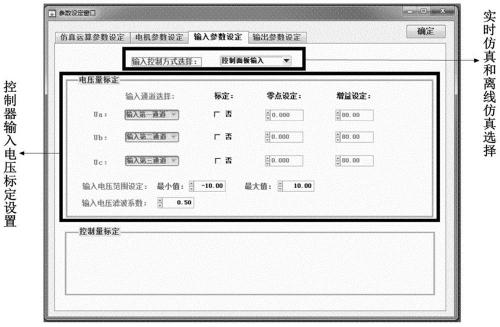 参数设定窗口
仿真运算参数设定 电机参数设定 输入参数设定 输出参数设定
确定
输入控制方式选择： 控制面板输入
电压量标定
输入通道选择： 标定： 零点设定： 增益设定：
Ua： 输入第一通道 否 0.000 80.00
Ub： 输入第二通道 否 0.000 80.00
Uc： 输入第三通道 否 0.000 80.00
输入电压范围设定： 最小值： -10.00 最大值： 10.00
输入电压滤波系数： 0.50
控制量标定
控制器输入电压标定设置
实时仿真和离线仿真选择